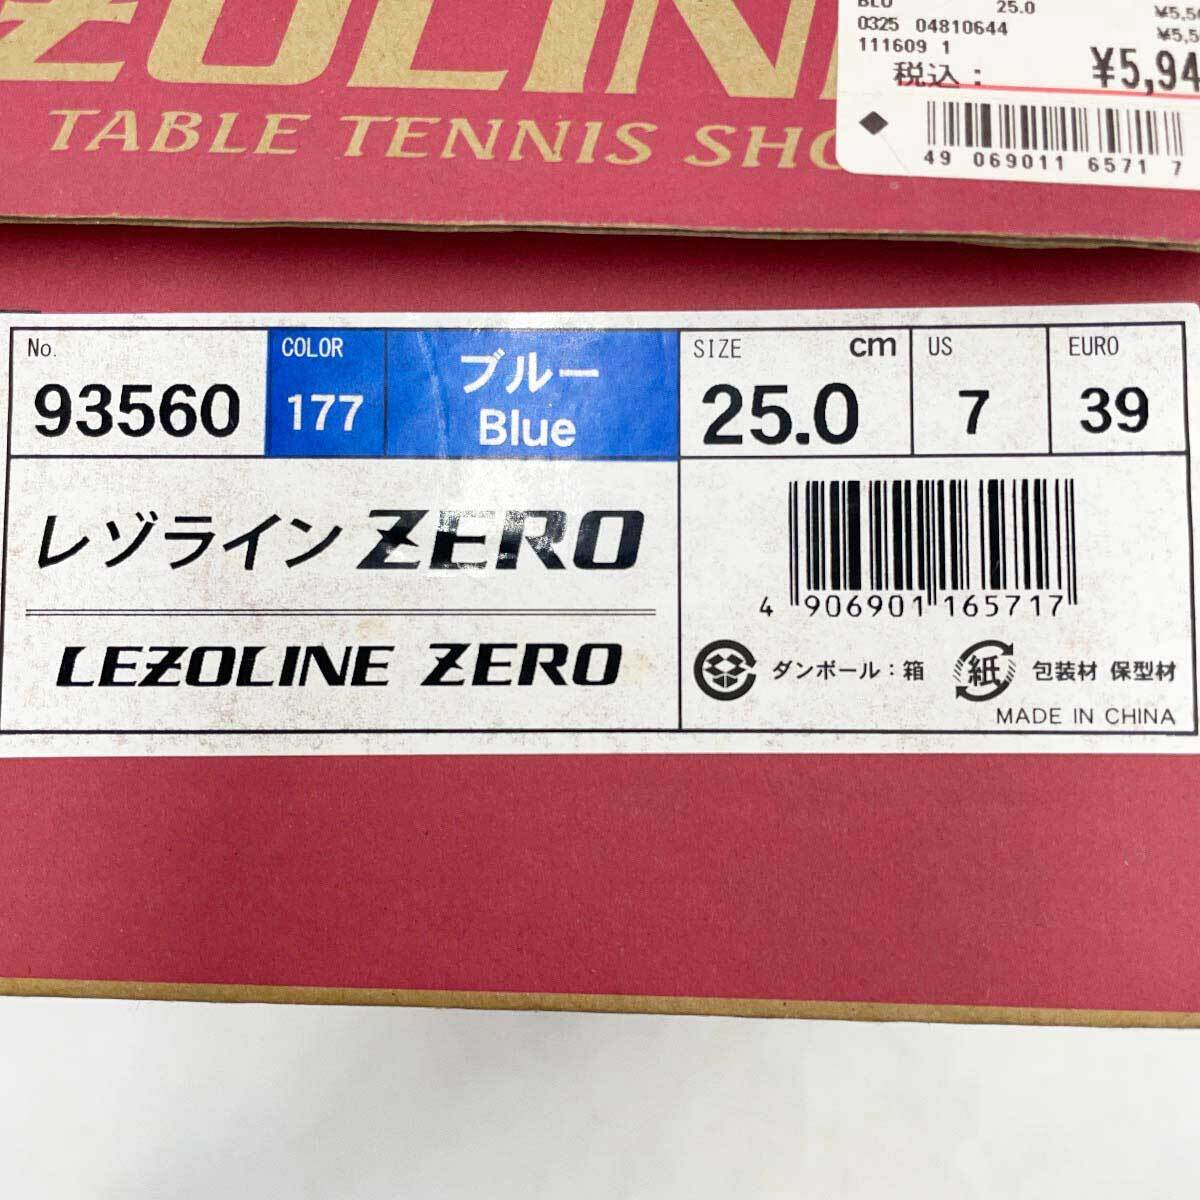 TABLE TENNIS
BLU 25.0
0325 04810644
111609 1
税込:
¥5,94
49 069011 6571 7
No.
93560
COLOR
177
ブルー
Blue
SIZE cm
25.0
US
7
EURO
39
レゾライン ZERO
LEZOLINE ZERO
4 906901 165717
ダンボール:箱
紙
包装材 保型材
MADE IN CHINA